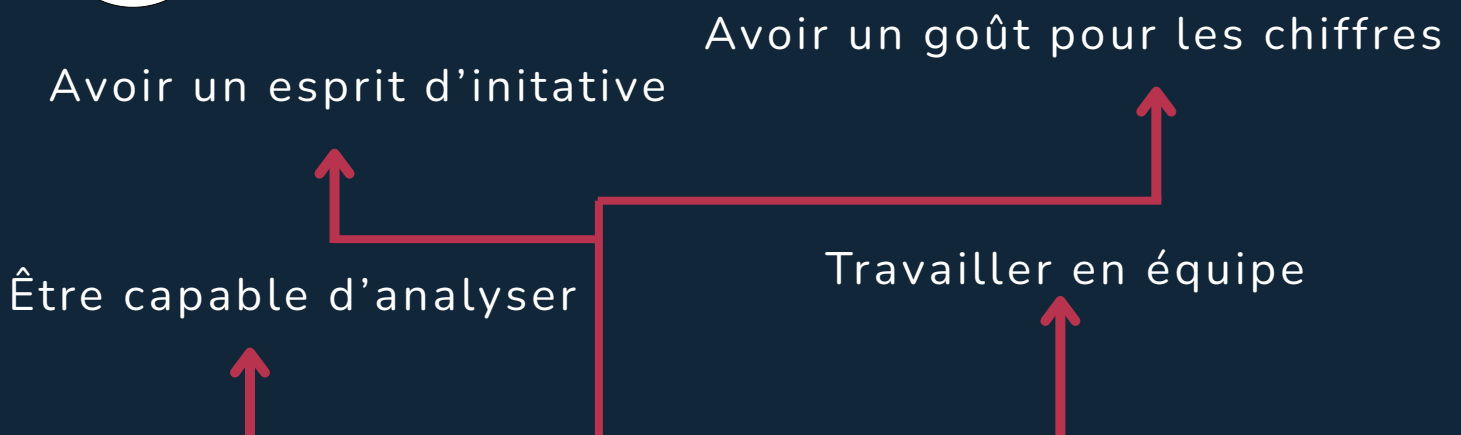 Avoir un goût pour les chiffres
Avoir un esprit d’initative
Travailler en équipe
Être capable d’analyser